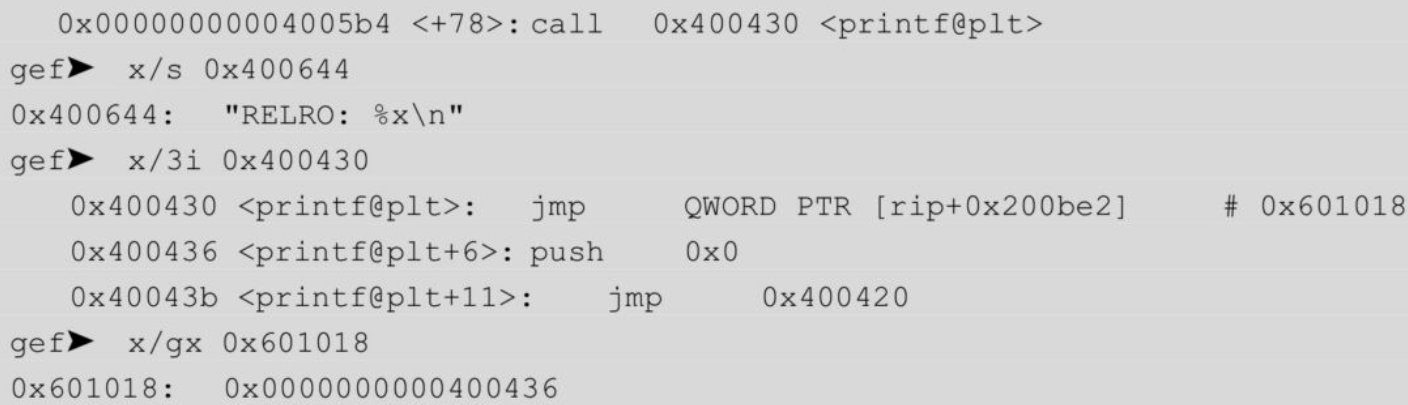 0x00000000004005b4 <+78>: call 0x400430 <printf@plt>
gef➤ x/s 0x400644
0x400644: "RELRO: %x\n"
gef➤ x/3i 0x400430
0x400430 <printf@plt>: jmp QWORD PTR [rip+0x200be2] # 0x601018
0x400436 <printf@plt+6>: push 0x0
0x40043b <printf@plt+11>: jmp 0x400420
gef➤ x/gx 0x601018
0x601018: 0x0000000000400436